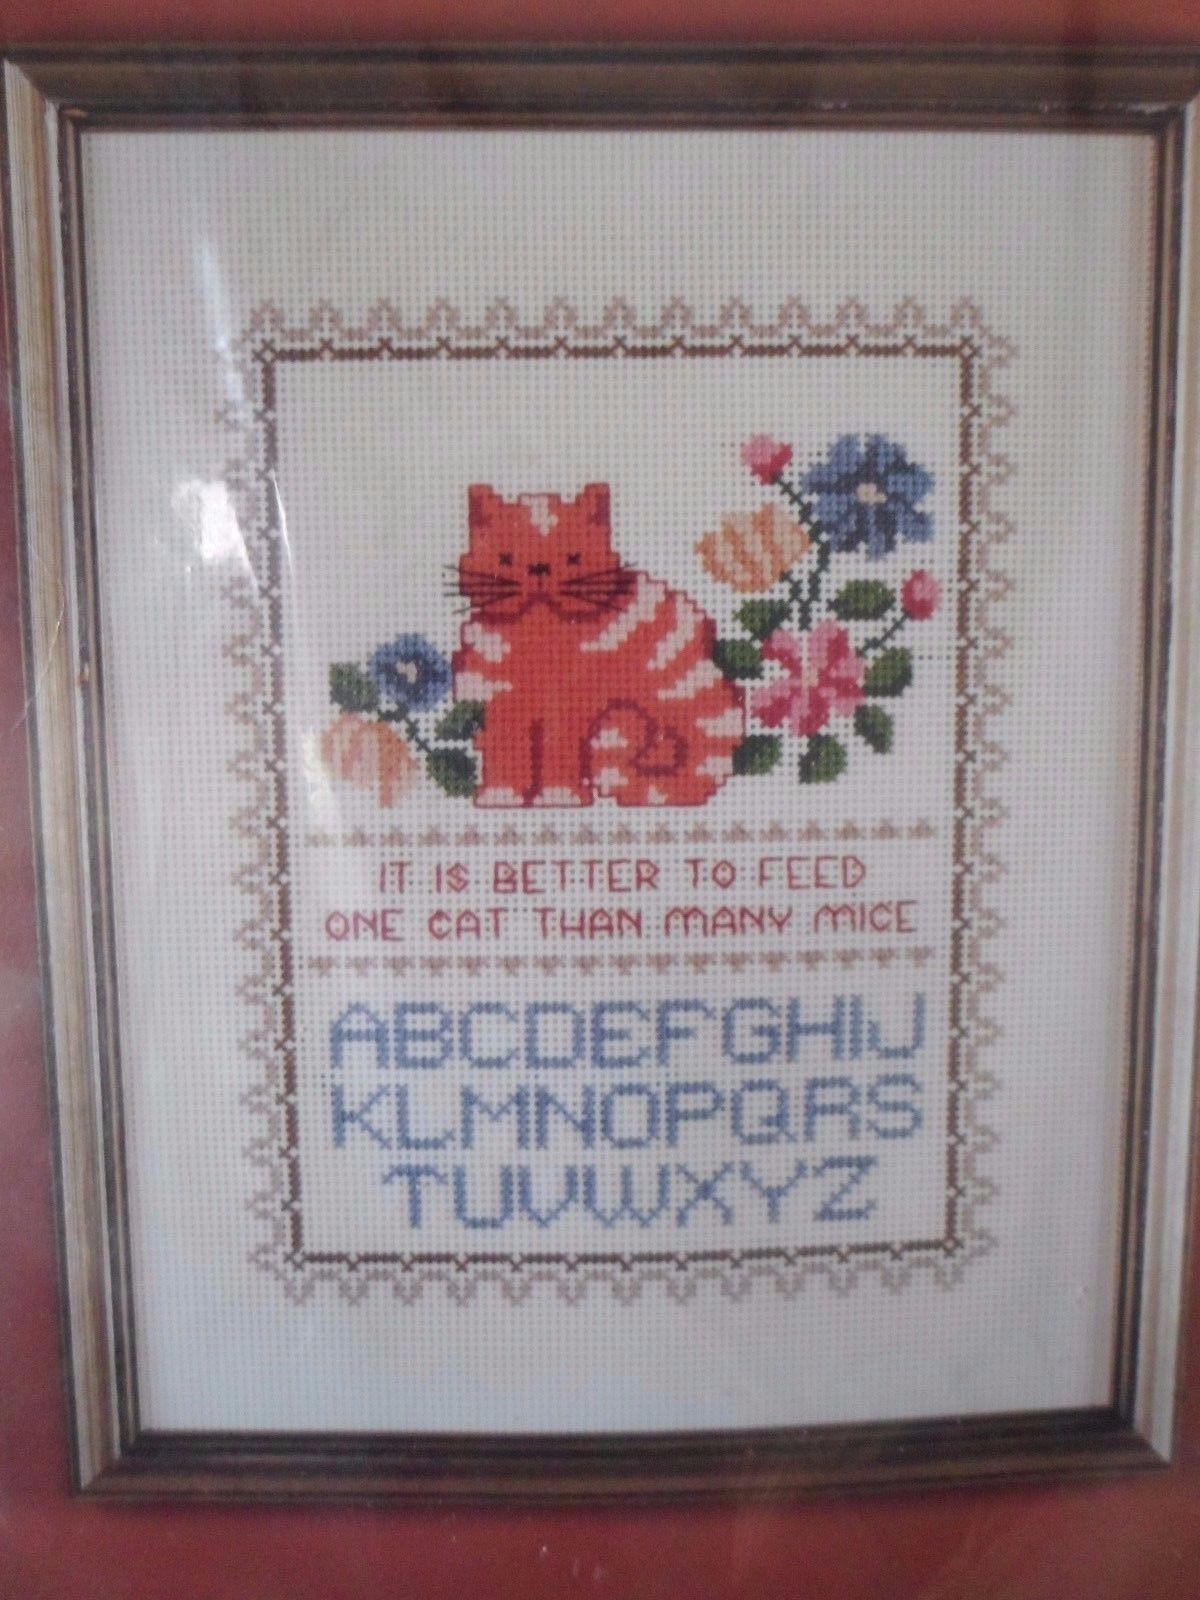 IT IS BETTER TO FEED
ONE CAT THAN MANY MICE
ABCDEFGHIJ
KLMNOPQRS
TUVWXYZ